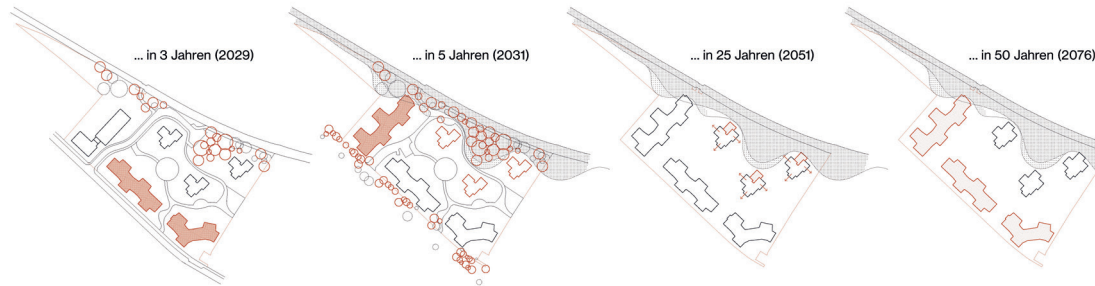 ... in 3 Jahren (2029)
... in 5 Jahren (2031)
... in 25 Jahren (2051)
... in 50 Jahren (2076)